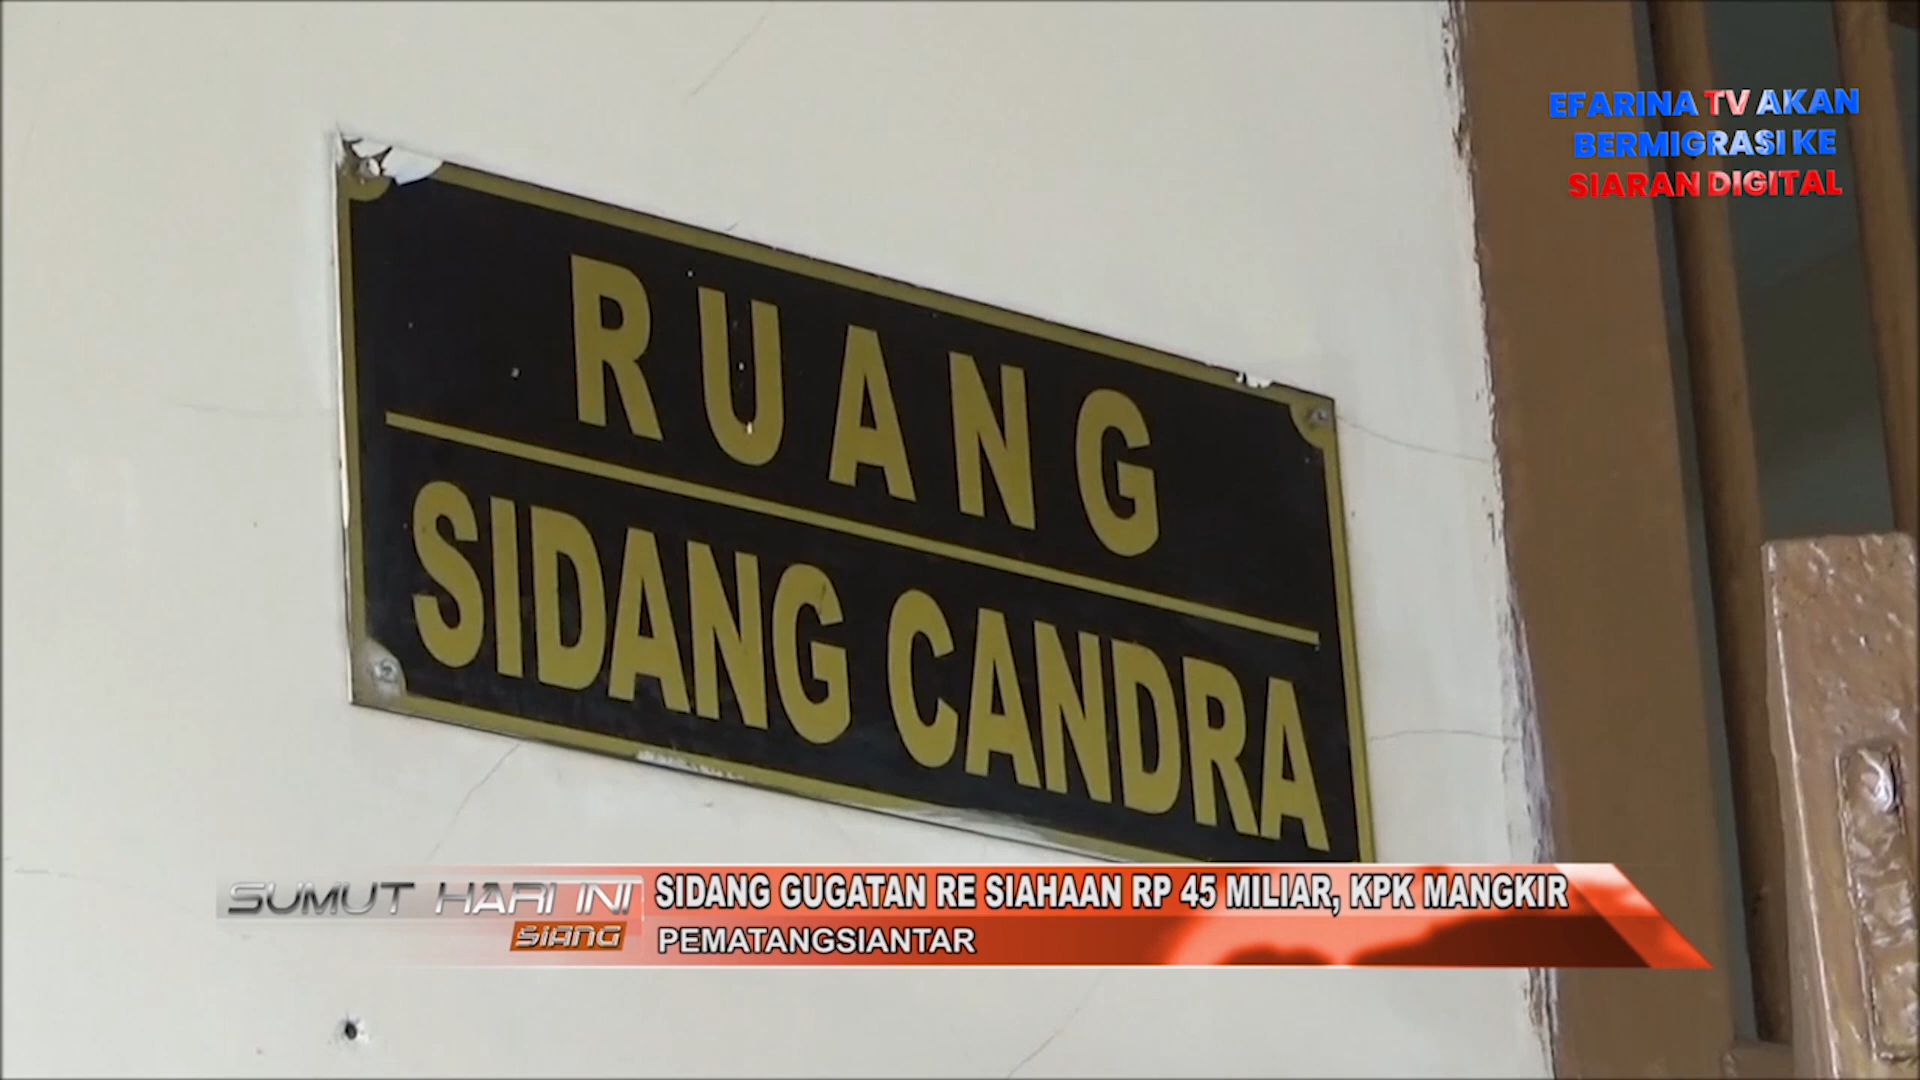 EFARINA TV AKAN
BERMIGRASI KE
SIARAN DIGITAL
RUANG
SIDANG CANDRA
SUMUT HARI INI
SIANG
SIDANG GUGATAN RE SIAHAAN RP 45 MILIAR, KPK MANGKIR
PEMATANGSIANTAR